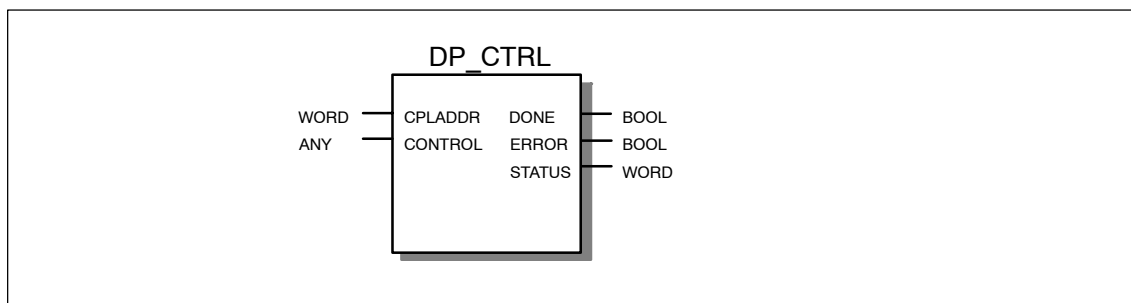 DP_CTRL
WORD CPLADDR DONE BOOL
ANY CONTROL ERROR BOOL
STATUS WORD